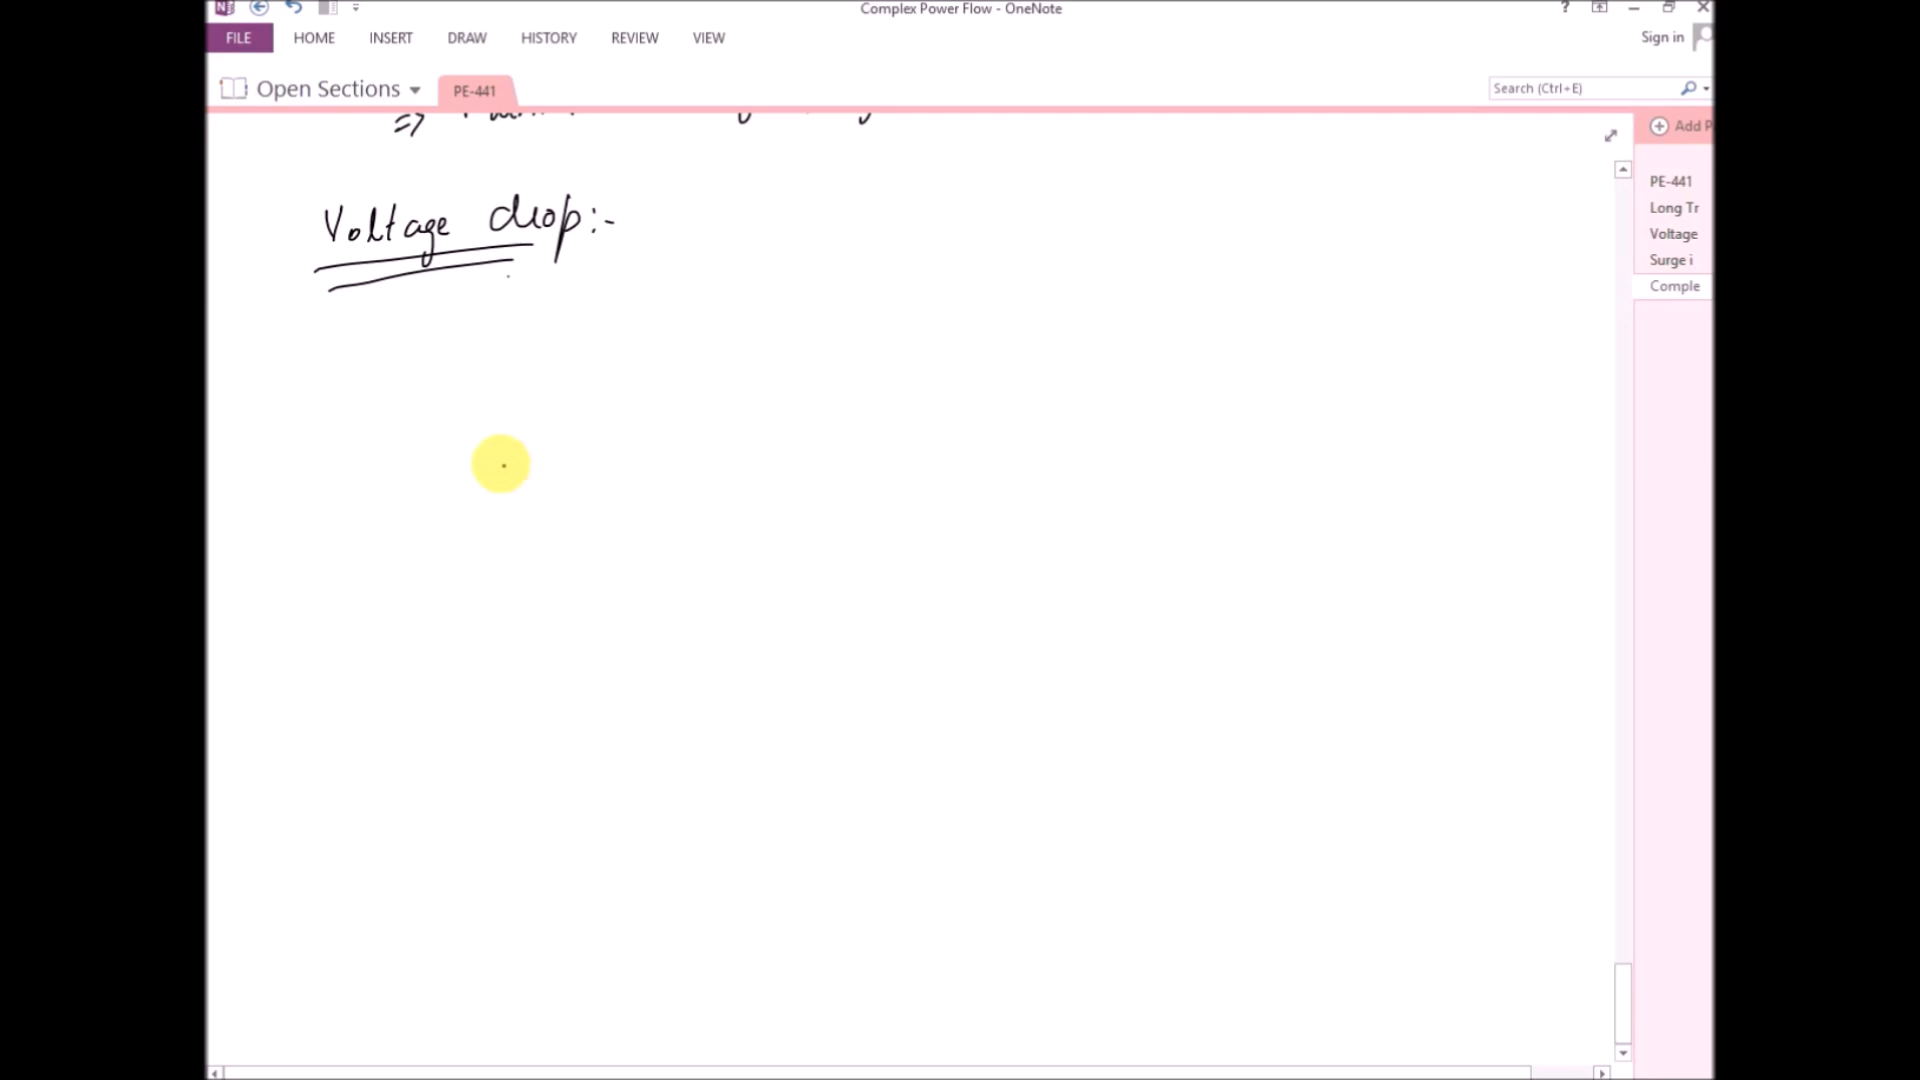 Complex Power Flow - OneNote
?
FILE HOME INSERT DRAW HISTORY REVIEW VIEW
Sign in
Open Sections PE-441
Search (Ctrl+E)
Add P
=>
Voltage drop:-
PE-441
Long Tr
Voltage
Surge i
Comple